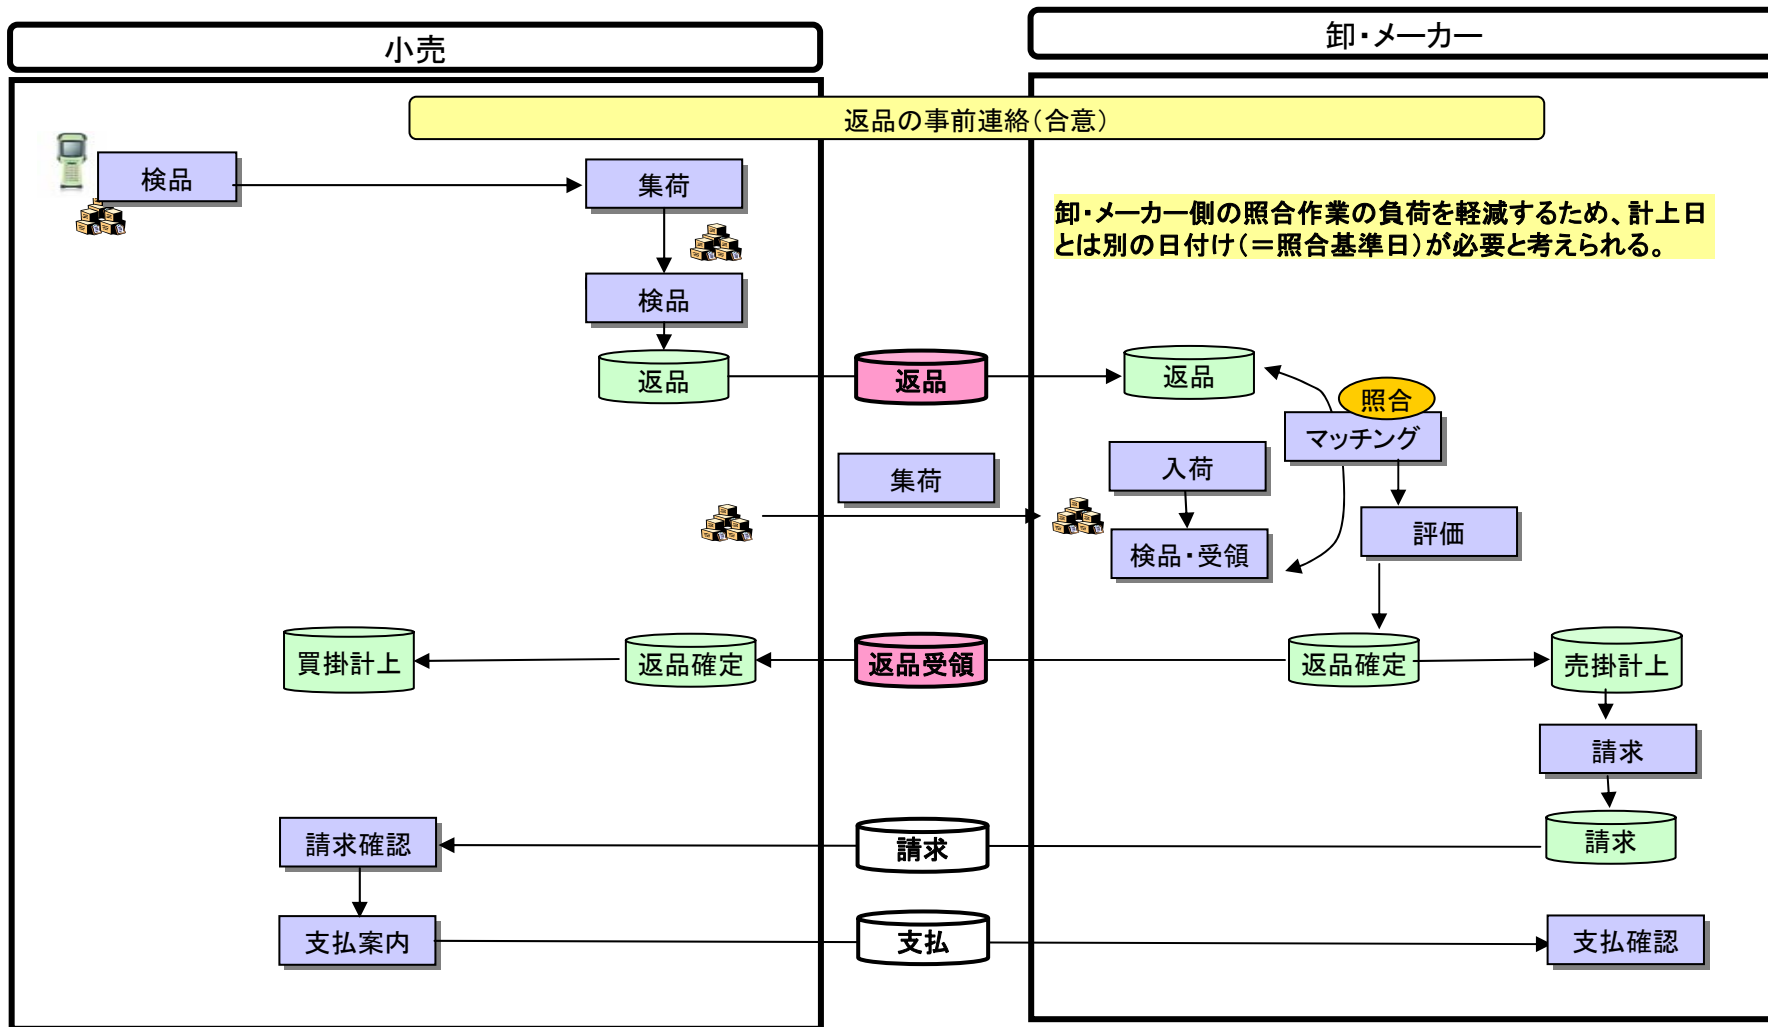 小売
卸・メーカー
返品の事前連絡（合意）
検品
集荷
卸・メーカー側の照合作業の負荷を軽減するため、計上日
とは別の日付け（＝照合基準日）が必要と考えられる。
検品
返品
返品
返品
照合
マッチング
集荷
入荷
評価
検品・受領
買掛計上
返品確定
返品受領
返品確定
売掛計上
請求
請求確認
請求
請求
支払案内
支払
支払確認